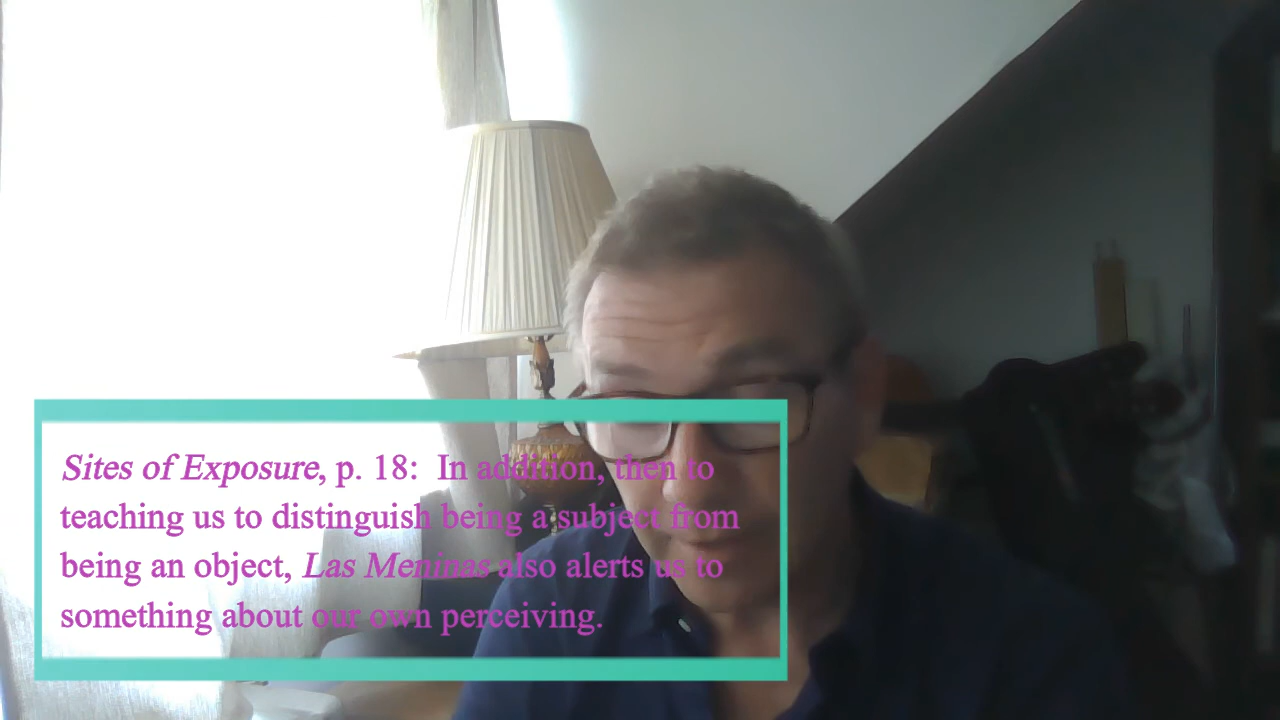 Sites of Exposure, p. 18: In addition, then to
teaching us to distinguish being a subject from
being an object, Las Meninas also alerts us to
something about our own perceiving.